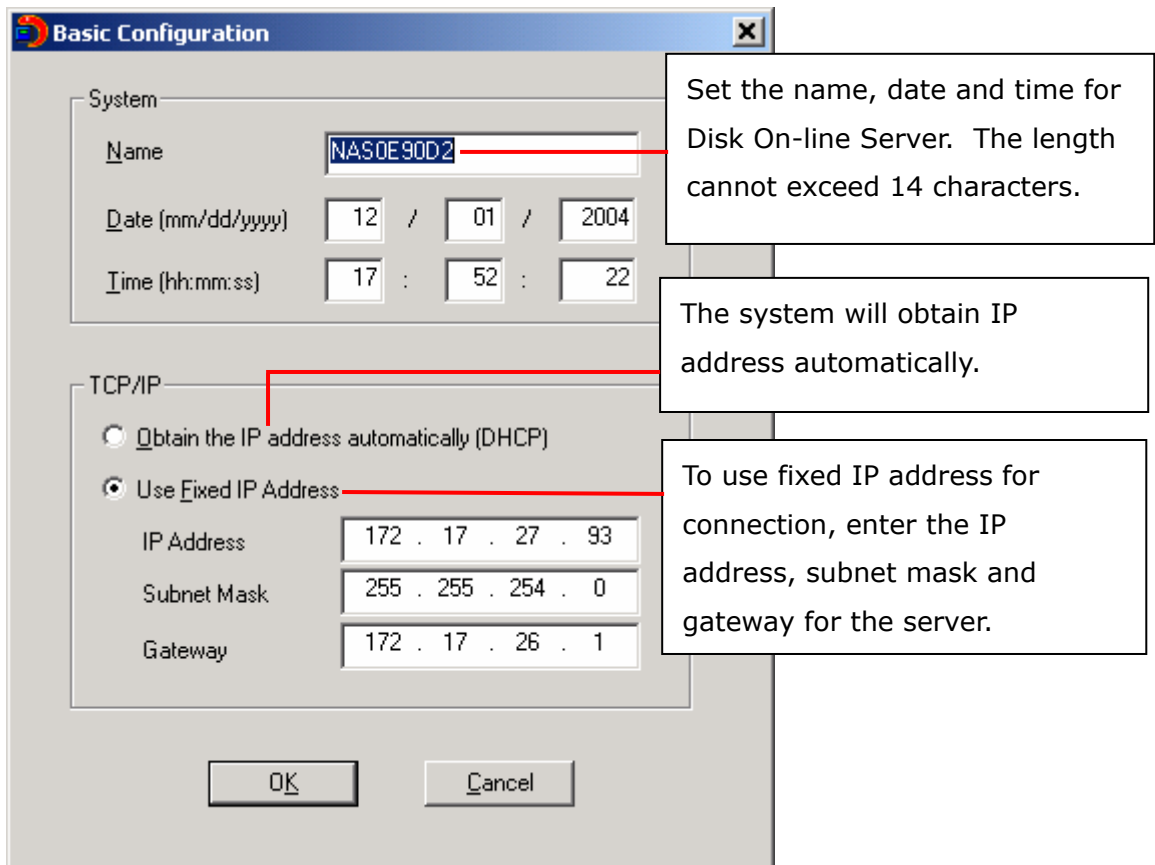 Basic Configuration
System
Name NAS0E90D2
Date (mm/dd/yyyy) 12 / 01 / 2004
Time (hh:mm:ss) 17 : 52 : 22
Set the name, date and time for
Disk On-line Server. The length
cannot exceed 14 characters.
The system will obtain IP
address automatically.
TCP/IP
Obtain the IP address automatically (DHCP)
Use Fixed IP Address
IP Address 172 . 17 . 27 . 93
Subnet Mask 255 . 255 . 254 . 0
Gateway 172 . 17 . 26 . 1
To use fixed IP address for
connection, enter the IP
address, subnet mask and
gateway for the server.
OK
Cancel